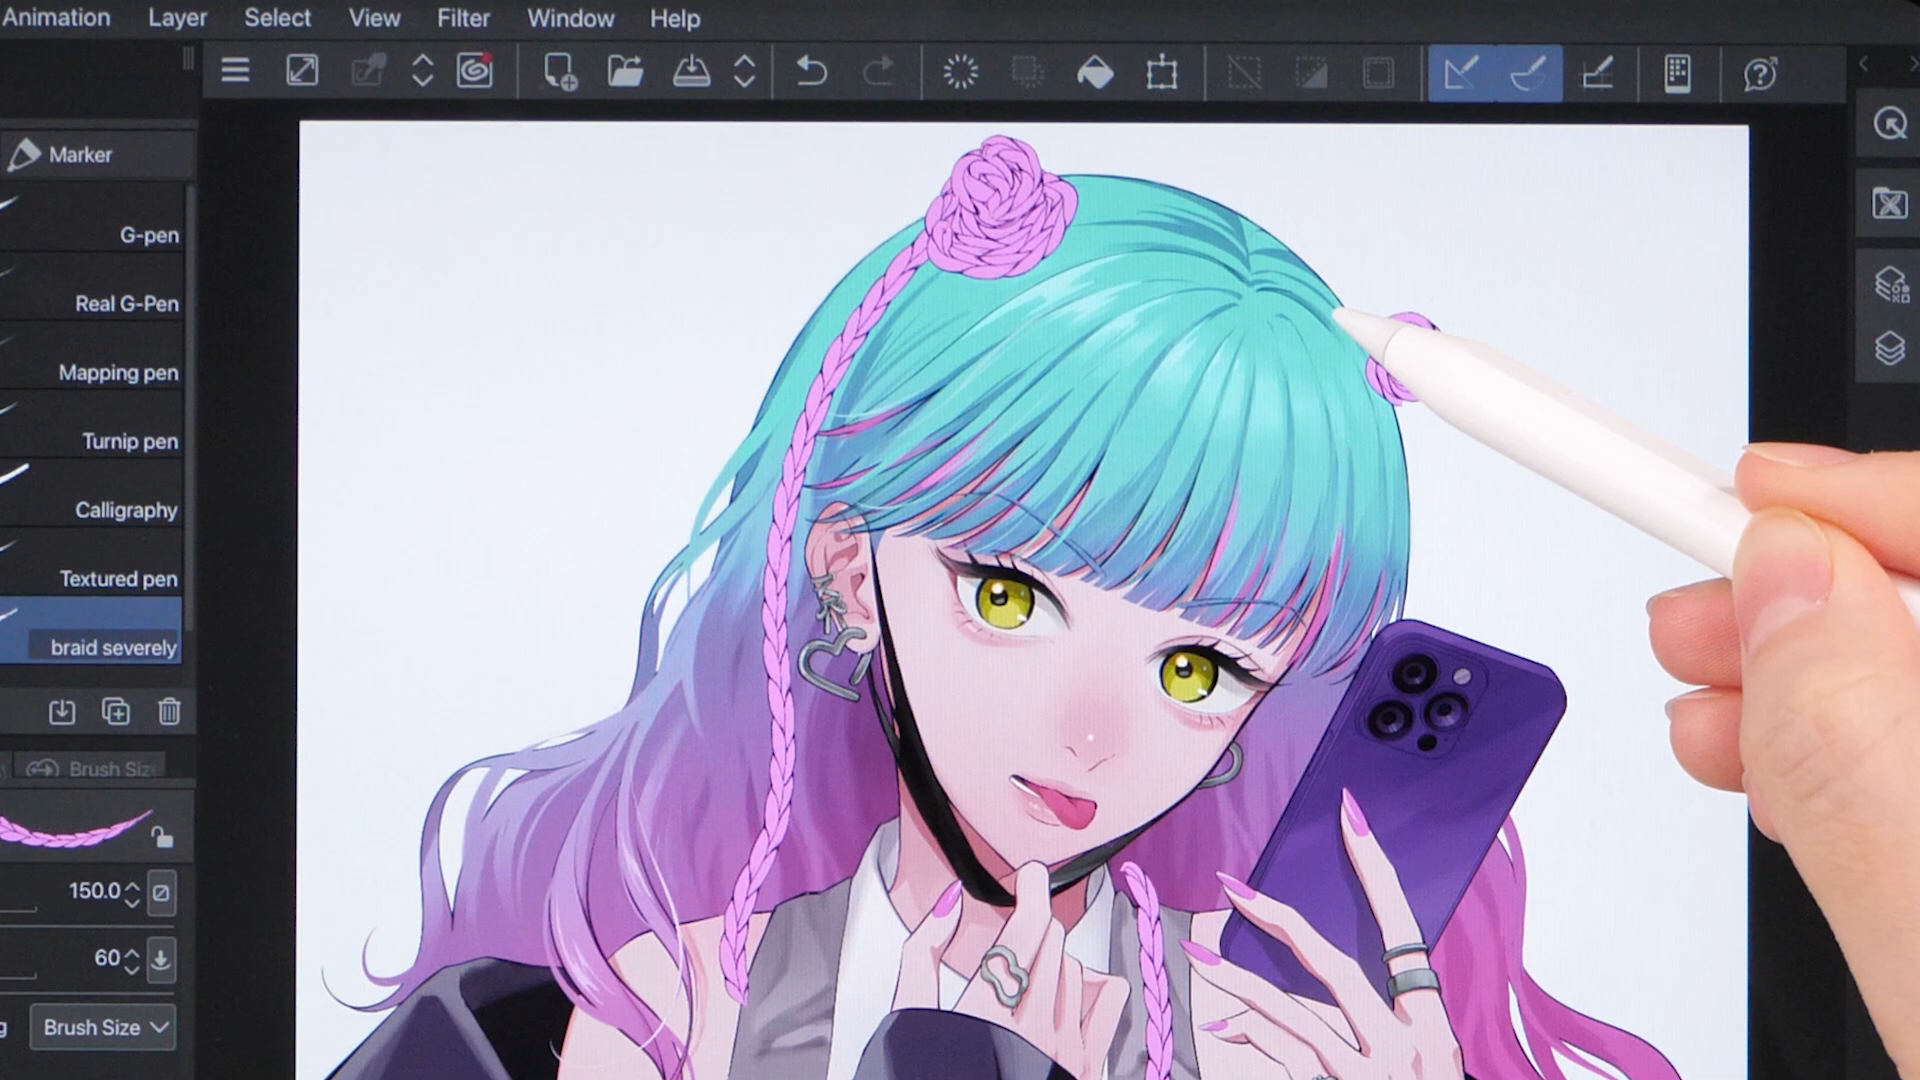 Animation Layer Select View Filter Window Help
Marker
G-pen
Real G-Pen
Mapping pen
Turnip pen
Calligraphy
Textured pen
braid severely
Brush Size
150.0
60
g Brush Size